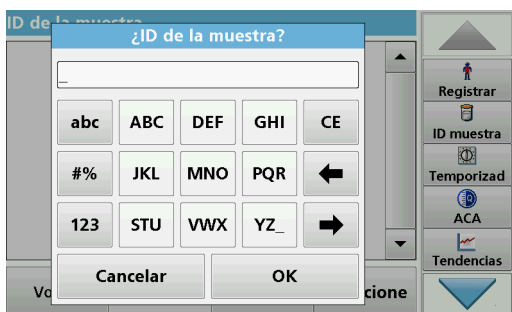 ID de la muestra
¿ID de la muestra?
_
abc ABC DEF GHI CE
#% JKL MNO PQR
123 STU VWX YZ_
Cancelar OK
Vo
cione
Registrar
ID muestra
Temporizad
ACA
Tendencias